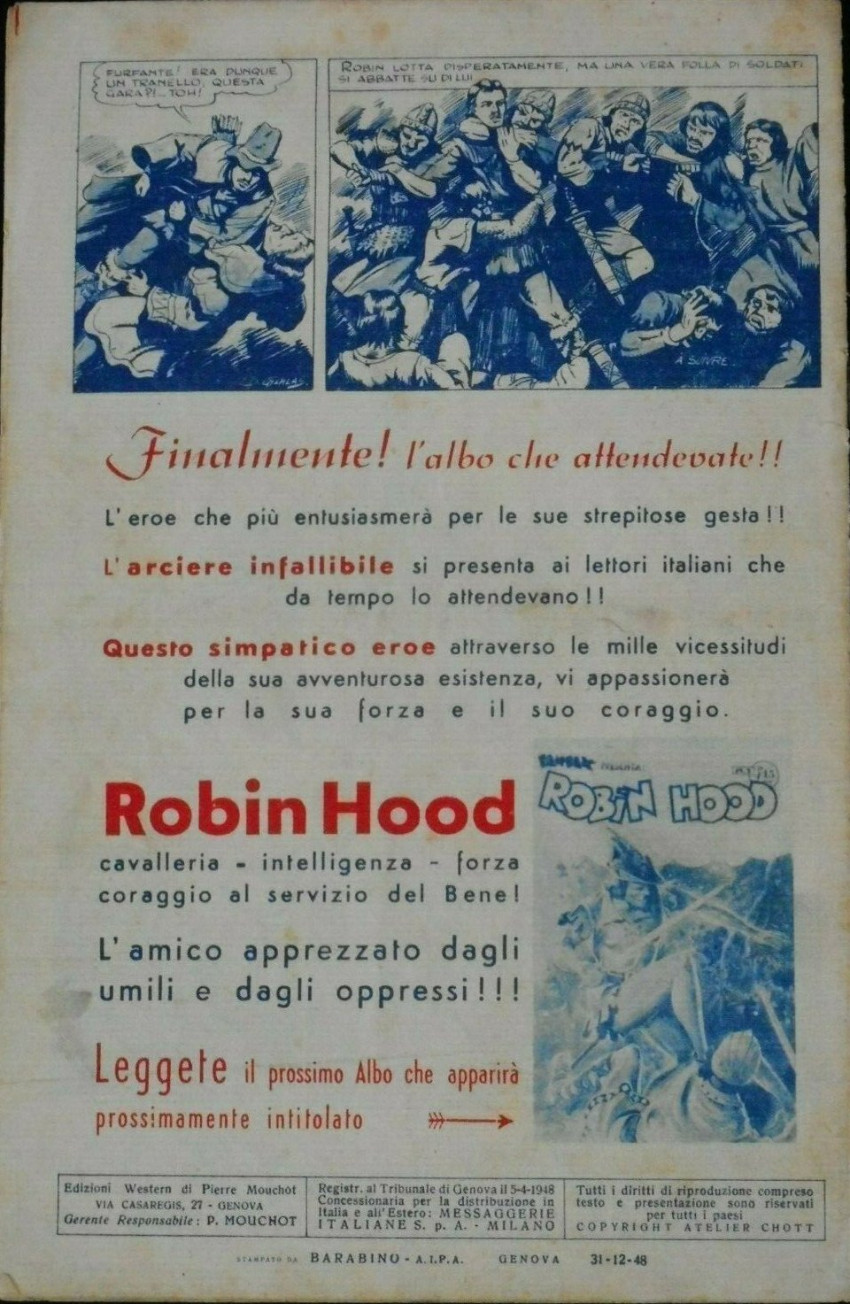 FURFANTE! ERA DUNQUE
UN TRANELLO, QUESTA
GARA?!... TOH!
ROBIN LOTTA DISPERATAMENTE, MA UNA VERA FOLLA DI SOLDATI
SI ABBATTE SU DI LUI
A SUIVRE
Finalmente! l'albo che attendevate!!
L'eroe che più entusiasmerà per le sue strepitose gesta!!
L'arciere infallibile si presenta ai lettori italiani che
da tempo lo attendevano!!
Questo simpatico eroe attraverso le mille vicessitudi
della sua avventurosa esistenza, vi appassionerà
per la sua forza e il suo coraggio.
Robin Hood
cavalleria - intelligenza - forza
coraggio al servizio del Bene!
L'amico apprezzato dagli
umili e dagli oppressi!!!
Leggete il prossimo Albo che apparirà
prossimamente intitolato
ROBIN HOOD
Edizioni Western di Pierre Mouchot
VIA CASAREGIS, 27 - GENOVA
Gerente Responsabile: P. MOUCHOT
Registr. al Tribunale di Genova il 5-4-1948
Concessionaria per la distribuzione in
Italia e all'Estero: MESSAGGERIE
ITALIANE S. p. A. - MILANO
Tutti i diritti di riproduzione compreso
testo e presentazione sono riservati
per tutti i paesi
COPYRIGHT ATELIER CHOTT
STAMPATO DA BARABINO - A.I.P.A. GENOVA 31-12-48